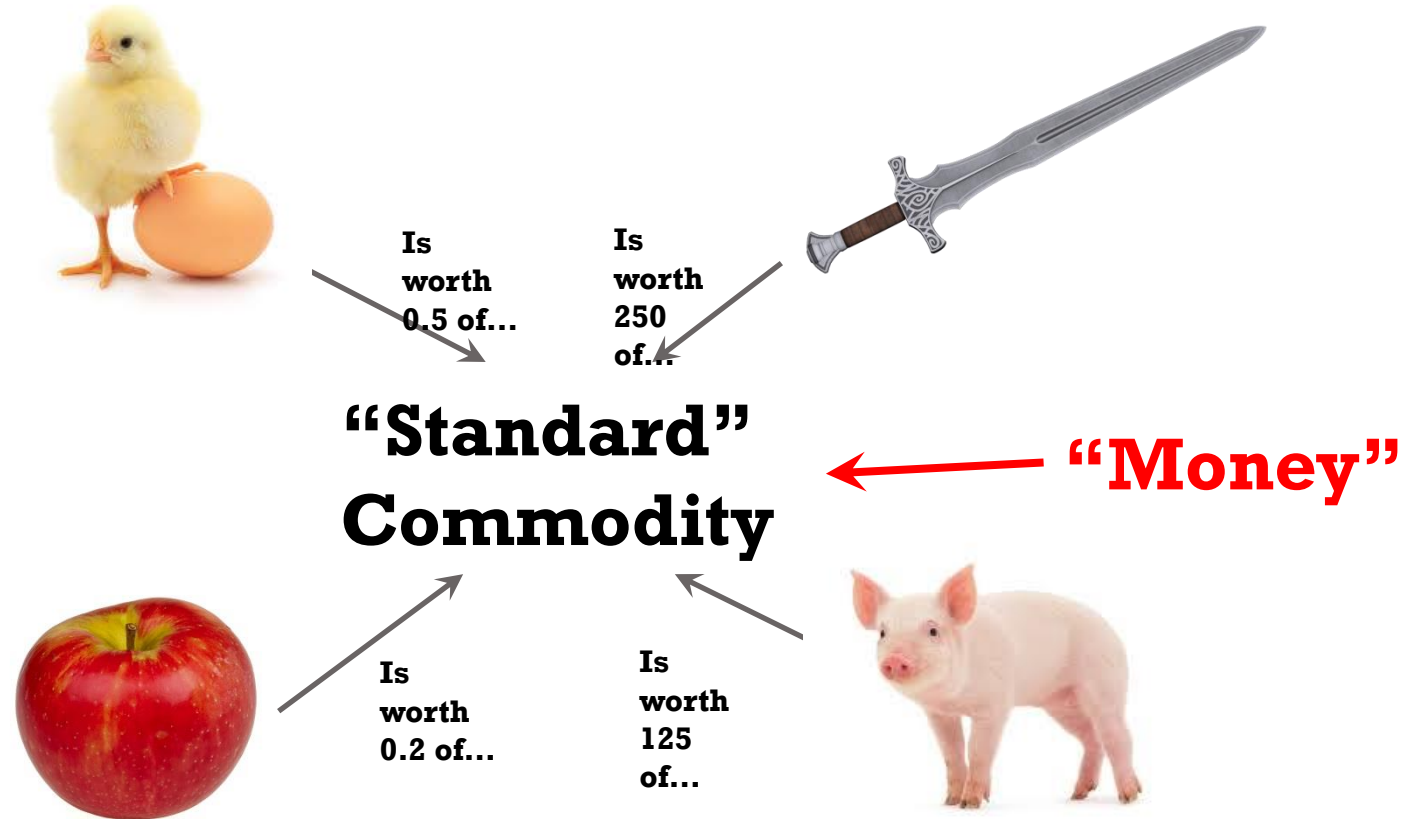 Is
worth
0.5 of...
Is
worth
250
of...
“Standard”
Commodity
“Money”
Is
worth
0.2 of...
Is
worth
125
of...